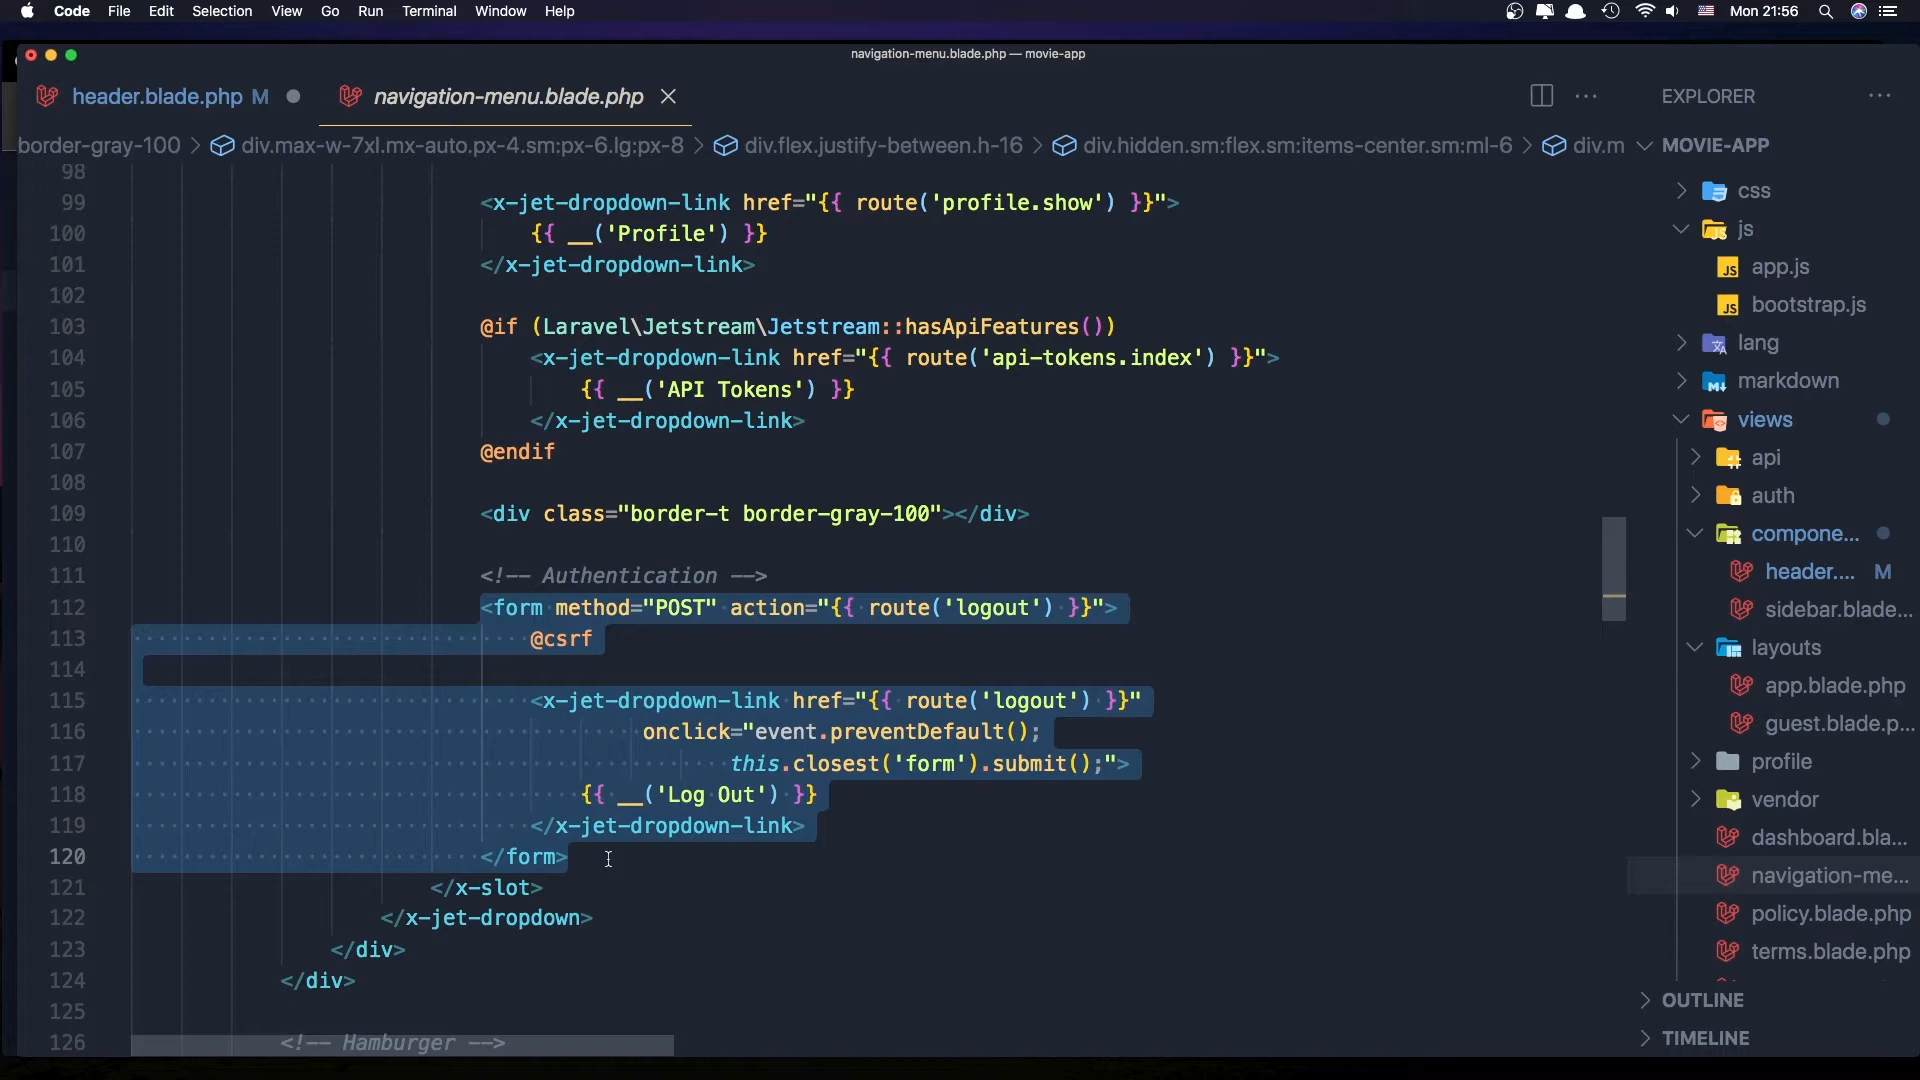 Code File Edit Selection View Go Run Terminal Window Help Mon 21:56
navigation-menu.blade.php — movie-app
header.blade.php M navigation-menu.blade.php
border-gray-100 > div.max-w-7xl.mx-auto.px-4.sm:px-6.lg:px-8 > div.flex.justify-between.h-16 > div.hidden.sm:flex.sm:items-center.sm:ml-6 > div.m
98
99 <x-jet-dropdown-link href="{{ route('profile.show') }}">
100 {{ __('Profile') }}
101 </x-jet-dropdown-link>
102
103 @if (Laravel\Jetstream\Jetstream::hasApiFeatures())
104 <x-jet-dropdown-link href="{{ route('api-tokens.index') }}">
105 {{ __('API Tokens') }}
106 </x-jet-dropdown-link>
107 @endif
108
109 <div class="border-t border-gray-100"></div>
110
111 <!-- Authentication -->
112 <form method="POST" action="{{ route('logout') }}">
113 @csrf
114
115 <x-jet-dropdown-link href="{{ route('logout') }}"
116 onclick="event.preventDefault();
117 this.closest('form').submit();">
118 {{ __('Log Out') }}
119 </x-jet-dropdown-link>
120 </form>
121 </x-slot>
122 </x-jet-dropdown>
123 </div>
124 </div>
125
126 <!-- Hamburger -->
EXPLORER
MOVIE-APP
css
js
JS app.js
JS bootstrap.js
lang
markdown
views
api
auth
compone...
header.... M
sidebar.blade...
layouts
app.blade.php
guest.blade.p...
profile
vendor
dashboard.bla...
navigation-me...
policy.blade.php
terms.blade.php
OUTLINE
TIMELINE